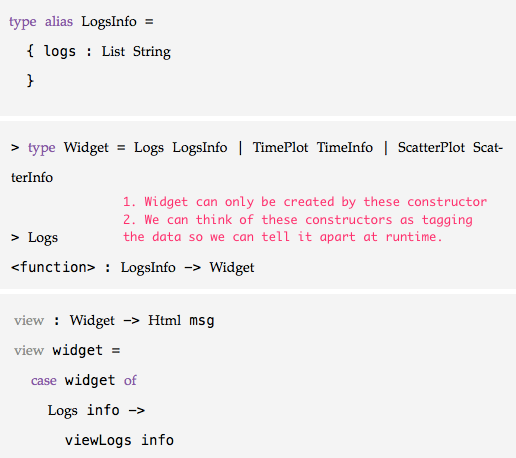 type alias LogsInfo =
{ logs : List String
}
> type Widget = Logs LogsInfo | TimePlot TimeInfo | ScatterPlot Scat-
terInfo
1. Widget can only be created by these constructor
2. We can think of these constructors as tagging
the data so we can tell it apart at runtime.
> Logs
<function> : LogsInfo -> Widget
view : Widget -> Html msg
view widget =
case widget of
Logs info ->
viewLogs info